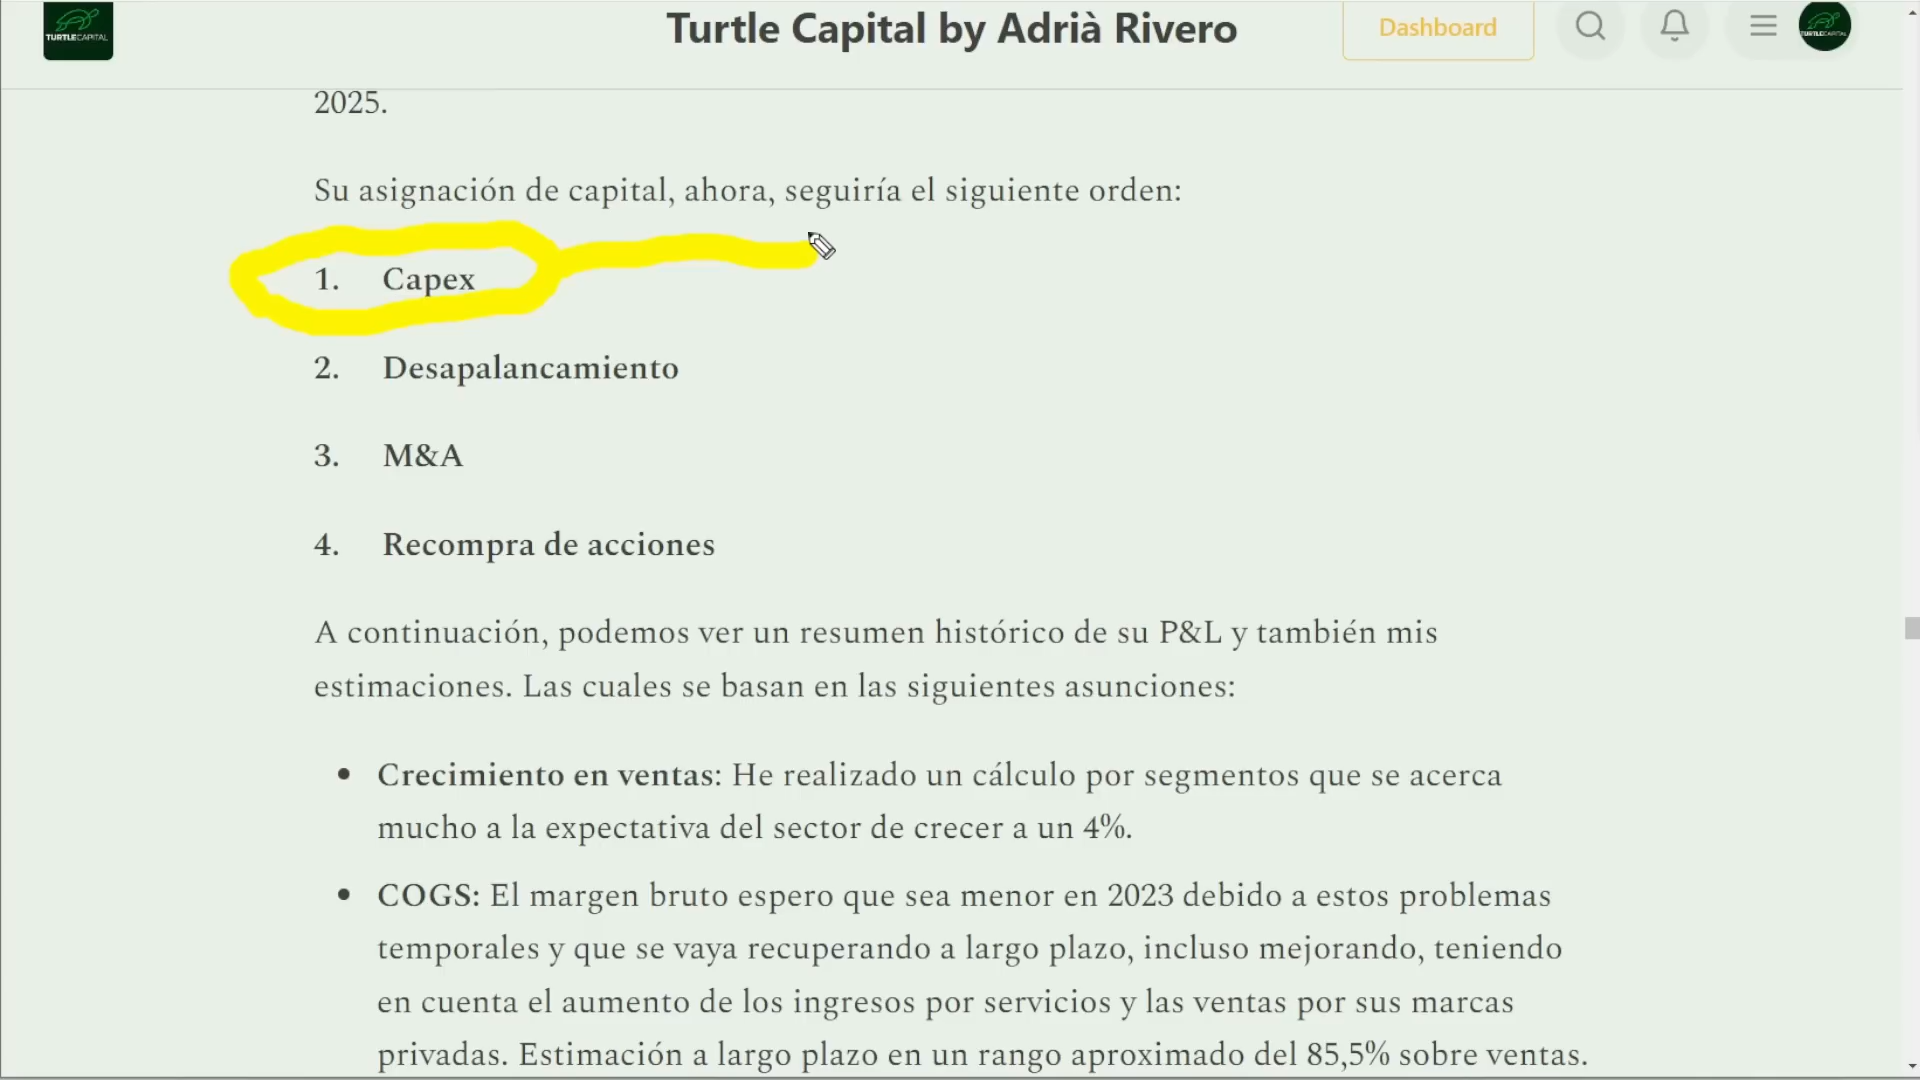 TURTLECAPITAL
Turtle Capital by Adrià Rivero
Dashboard
TURTLECAPITAL
2025.
Su asignación de capital, ahora, seguiría el siguiente orden:
1. Capex
2. Desapalancamiento
3. M&A
4. Recompra de acciones
A continuación, podemos ver un resumen histórico de su P&L y también mis
estimaciones. Las cuales se basan en las siguientes asunciones:
• Crecimiento en ventas: He realizado un cálculo por segmentos que se acerca
mucho a la expectativa del sector de crecer a un 4%.
• COGS: El margen bruto espero que sea menor en 2023 debido a estos problemas
temporales y que se vaya recuperando a largo plazo, incluso mejorando, teniendo
en cuenta el aumento de los ingresos por servicios y las ventas por sus marcas
privadas. Estimación a largo plazo en un rango aproximado del 85,5% sobre ventas.